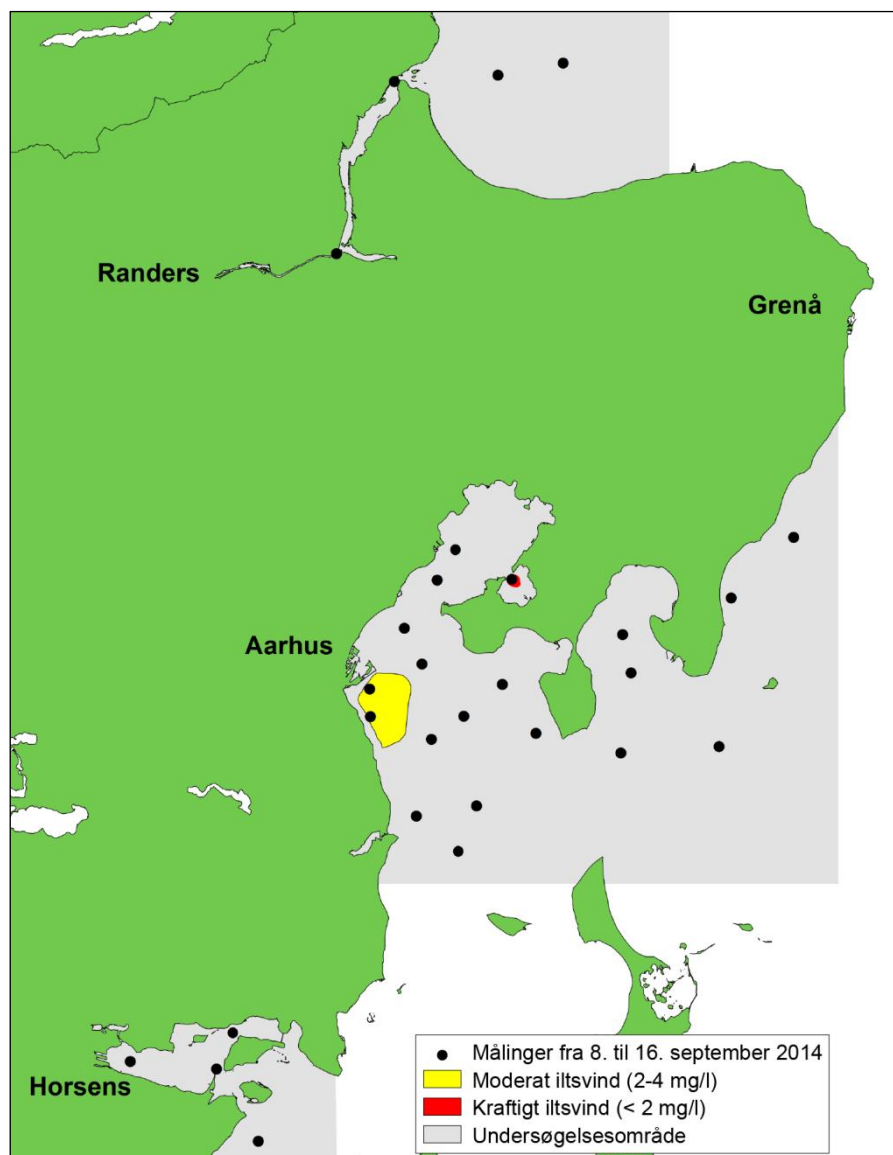 Randers
Grenå
Aarhus
Horsens
Målinger fra 8. til 16. september 2014
Moderat iltsvind (2-4 mg/l)
Kraftigt iltsvind (< 2 mg/l)
Undersøgelsesområde